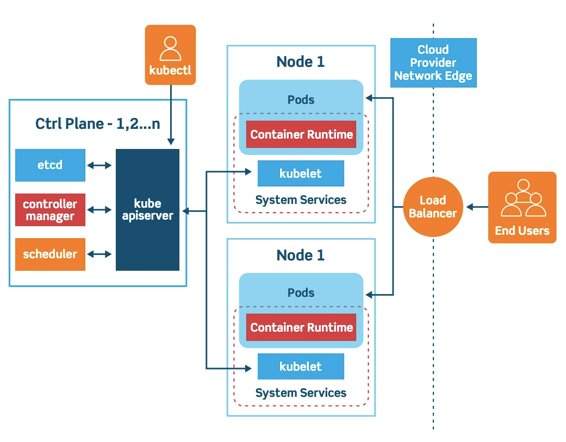 kubectl
Ctrl Plane - 1,2...n
etcd
controller
manager
scheduler
kube
apiserver
Node 1
Pods
Container Runtime
kubelet
System Services
Node 1
Pods
Container Runtime
kubelet
System Services
Cloud
Provider
Network Edge
Load
Balancer
End Users